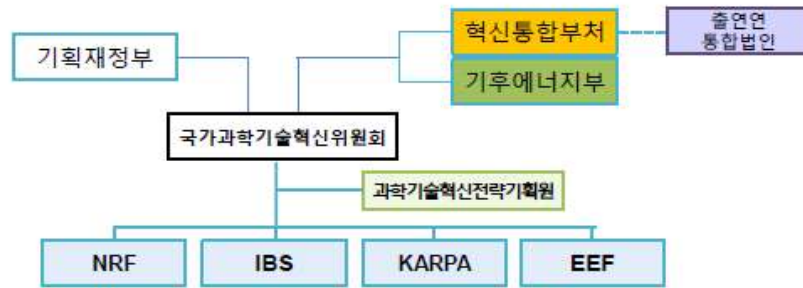 혁신통합부처
출연연
통합법인
기획재정부
기후에너지부
국가과학기술혁신위원회
과학기술혁신전략기획원
NRF
IBS
KARPA
EEF